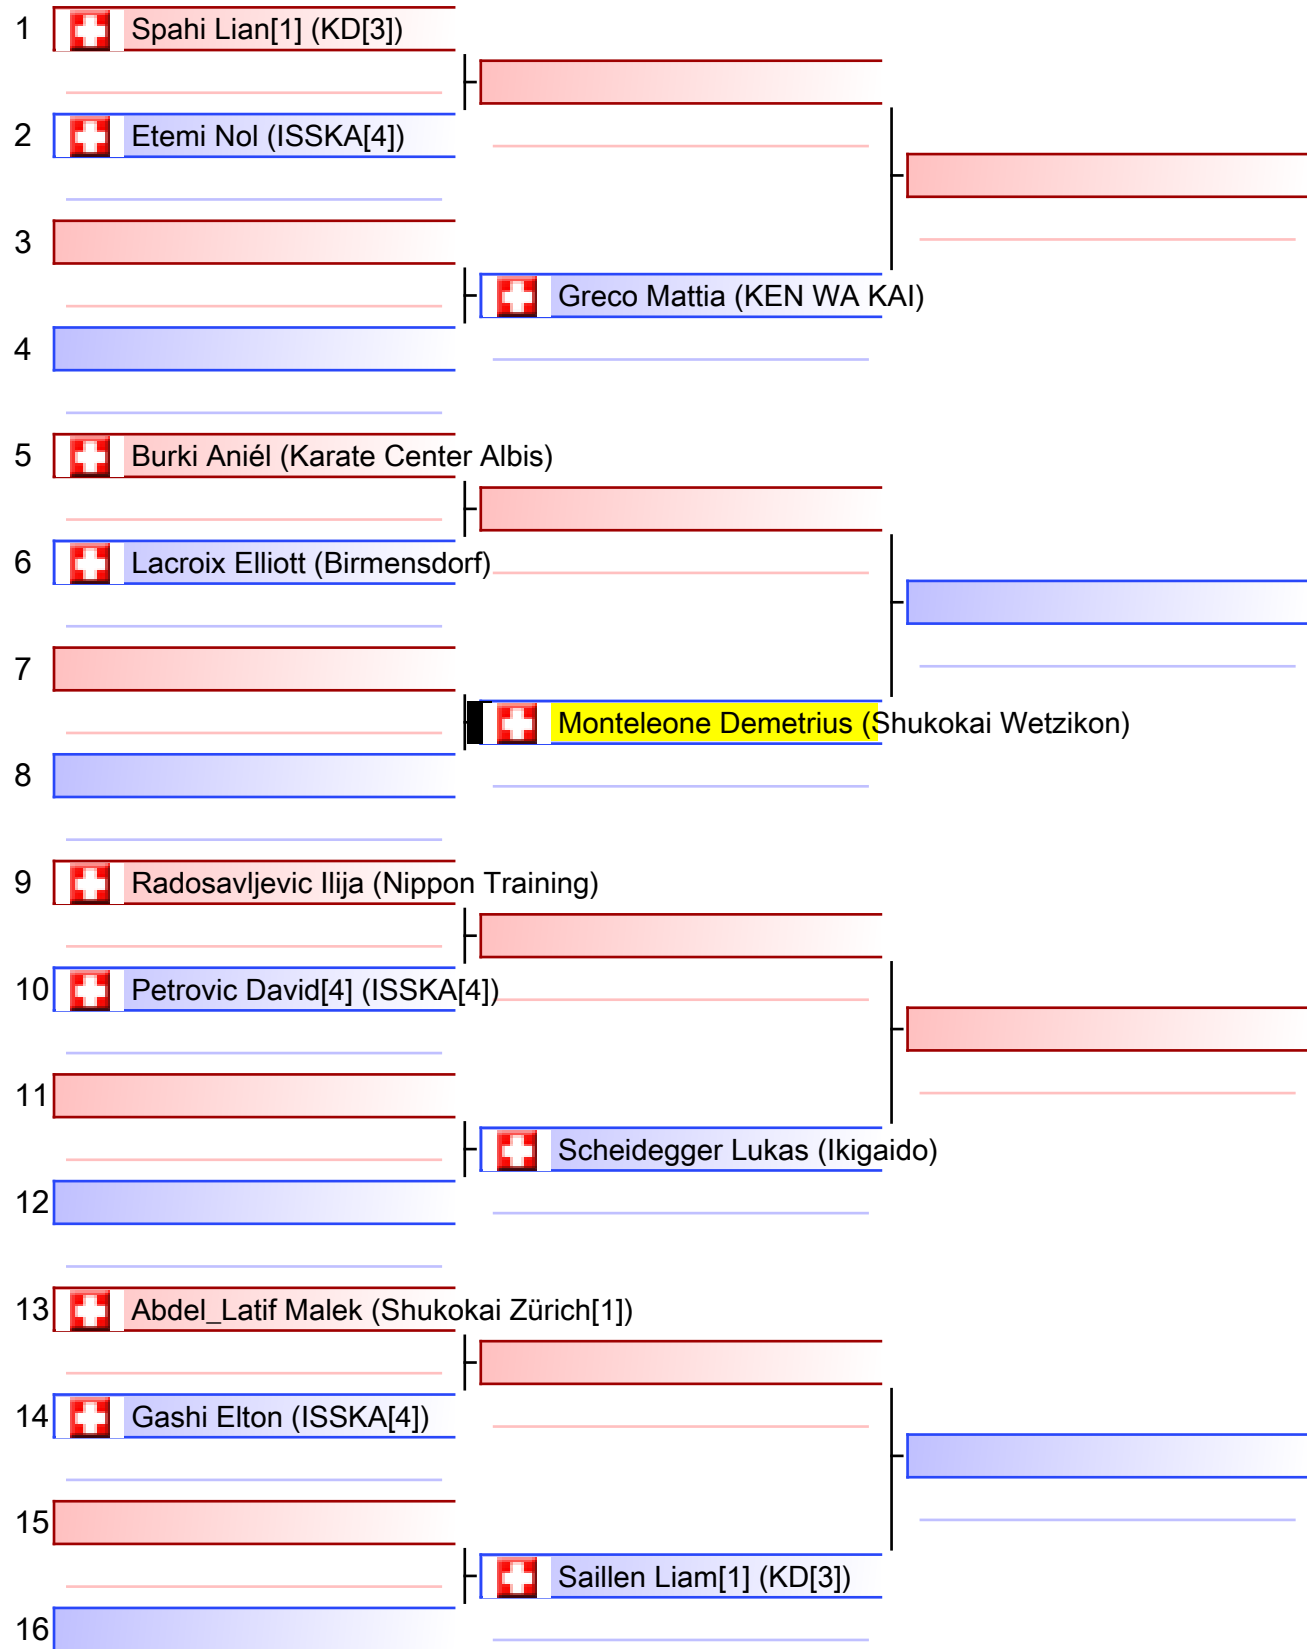 1 Spahi Lian[1] (KD[3])
2 Etemi Nol (ISSKA[4])
3
Greco Mattia (KEN WA KAI)
4
5 Burki Aniél (Karate Center Albis)
6 Lacroix Elliott (Birmensdorf)
7
Monteleone Demetrius (Shukokai Wetzikon)
8
9 Radosavljevic Ilija (Nippon Training)
10 Petrovic David[4] (ISSKA[4])
11
Scheidegger Lukas (Ikigaido)
12
13 Abdel_Latif Malek (Shukokai Zürich[1])
14 Gashi Elton (ISSKA[4])
15
Saillen Liam[1] (KD[3])
16